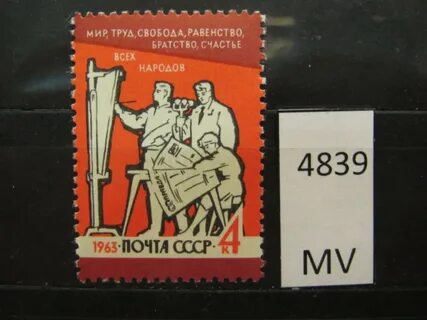 МИР, ТРУД, СВОБОДА, РАВЕНСТВО,
БРАТСТВО, СЧАСТЬЕ
ВСЕХ
НАРОДОВ
1963 · ПОЧТА СССР · 4
К
4839
MV